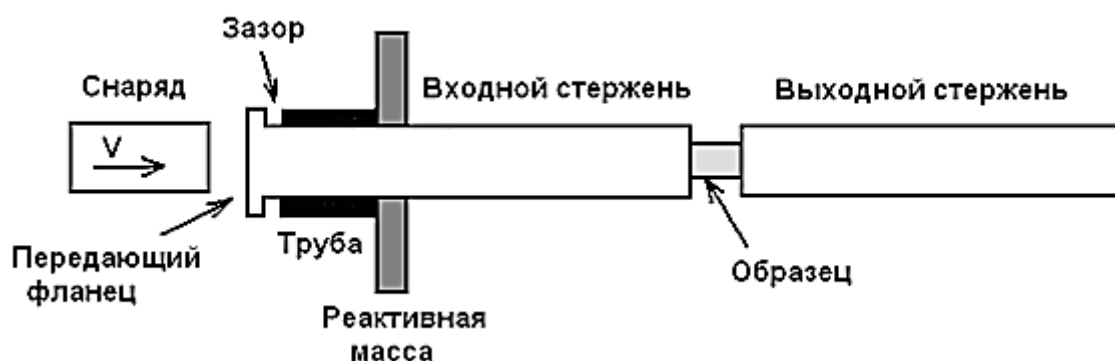 Зазор
Снаряд
Входной стержень
Выходной стержень
V
Труба
Передающий
фланец
Образец
Реактивная
масса